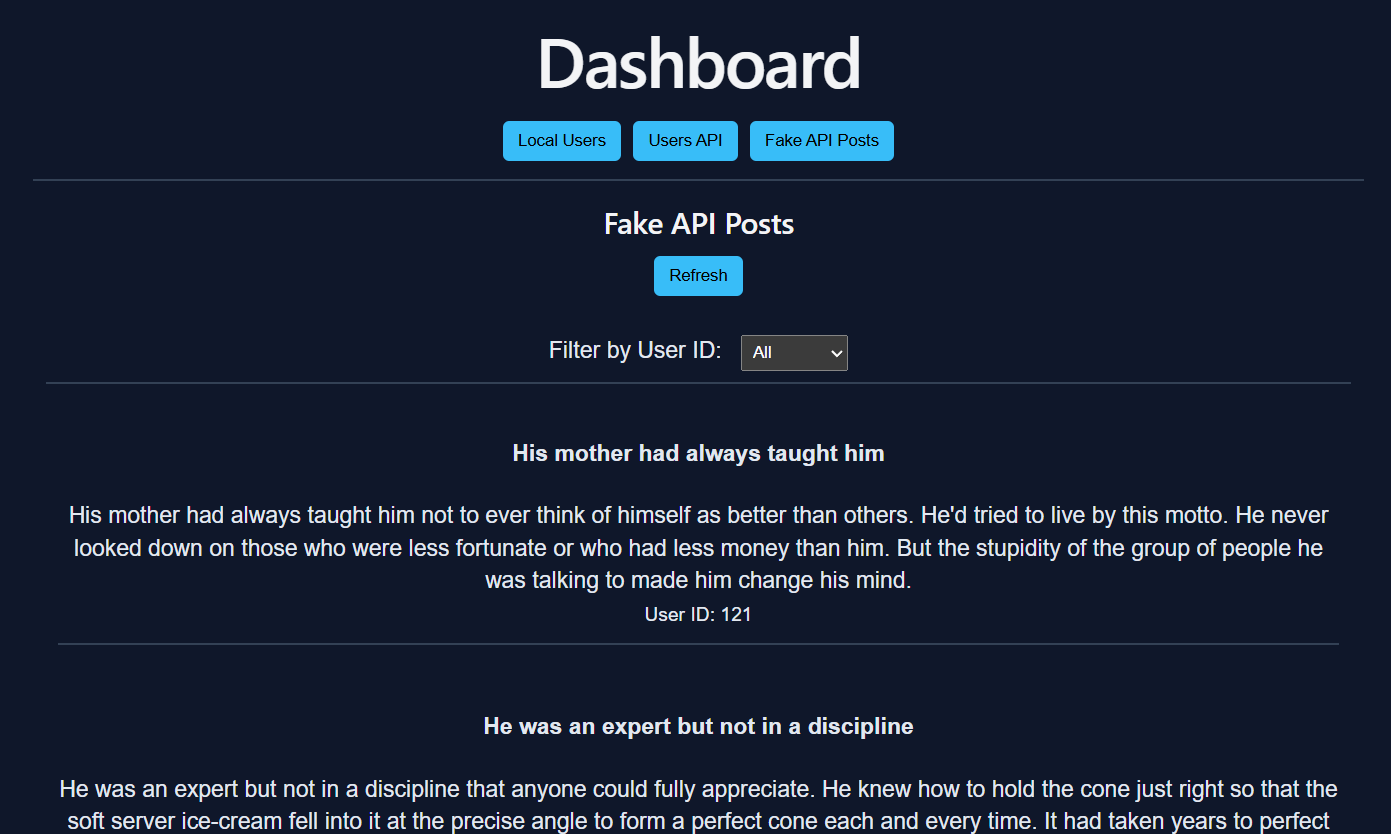 Dashboard
Local Users Users API Fake API Posts
Fake API Posts
Refresh
Filter by User ID: All
His mother had always taught him
His mother had always taught him not to ever think of himself as better than others. He'd tried to live by this motto. He never
looked down on those who were less fortunate or who had less money than him. But the stupidity of the group of people he
was talking to made him change his mind.
User ID: 121
He was an expert but not in a discipline
He was an expert but not in a discipline that anyone could fully appreciate. He knew how to hold the cone just right so that the
soft server ice-cream fell into it at the precise angle to form a perfect cone each and every time. It had taken years to perfect